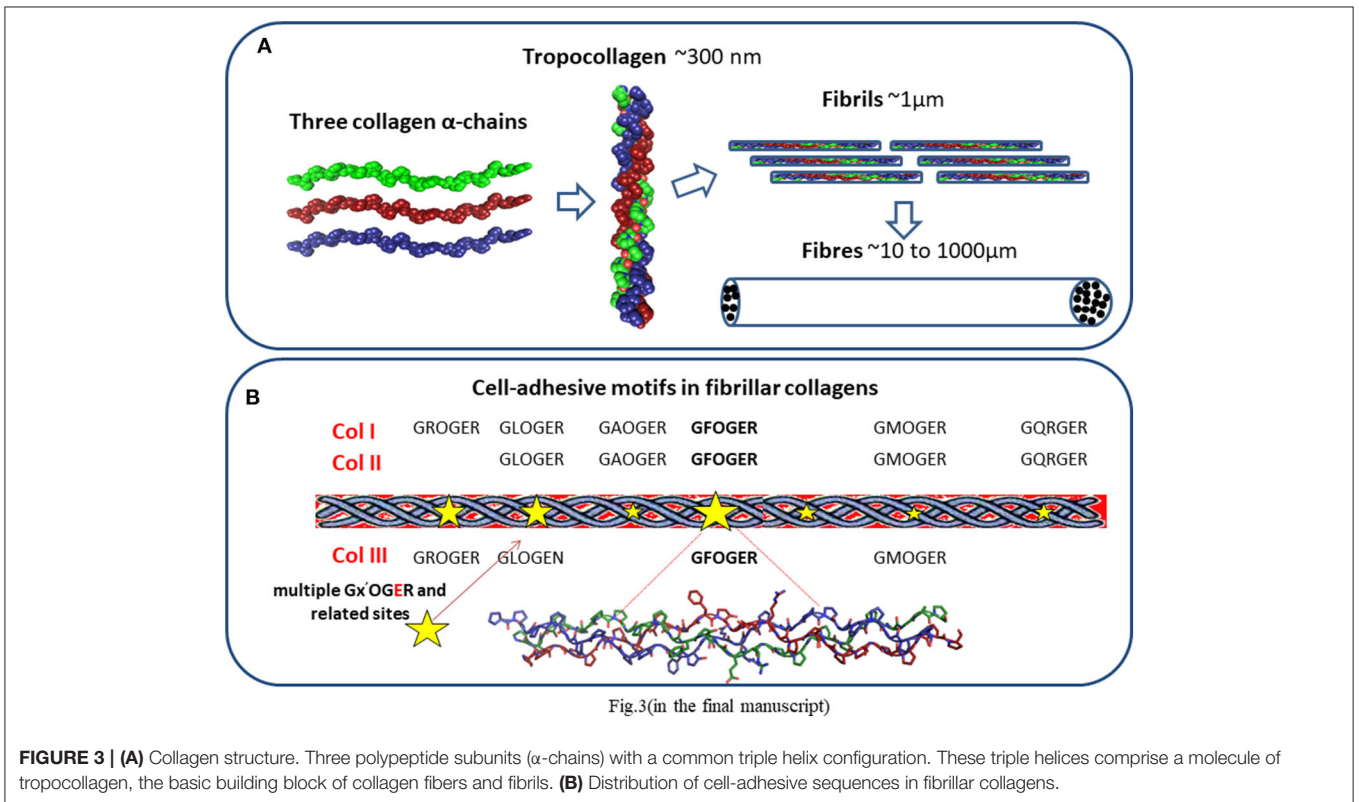 A
Tropocollagen ~300 nm
Fibrils ~1µm
Three collagen α-chains
Fibres ~10 to 1000µm
B
Cell-adhesive motifs in fibrillar collagens
Col I GROGER GLOGER GAOGER GFOGER GMOGER GQRGER
Col II GLOGER GAOGER GFOGER GMOGER GQRGER
Col III GROGER GLOGEN GFOGER GMOGER
multiple Gx'OGER and
related sites
Fig.3(in the final manuscript)
FIGURE 3 | (A) Collagen structure. Three polypeptide subunits (α-chains) with a common triple helix configuration. These triple helices comprise a molecule of
tropocollagen, the basic building block of collagen fibers and fibrils. (B) Distribution of cell-adhesive sequences in fibrillar collagens.